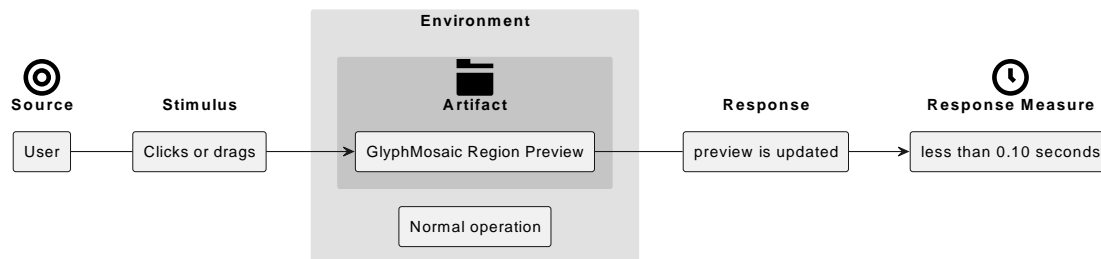 Environment
Source
Stimulus
Artifact
Response
Response Measure
User
Clicks or drags
GlyphMosaic Region Preview
preview is updated
less than 0.10 seconds
Normal operation